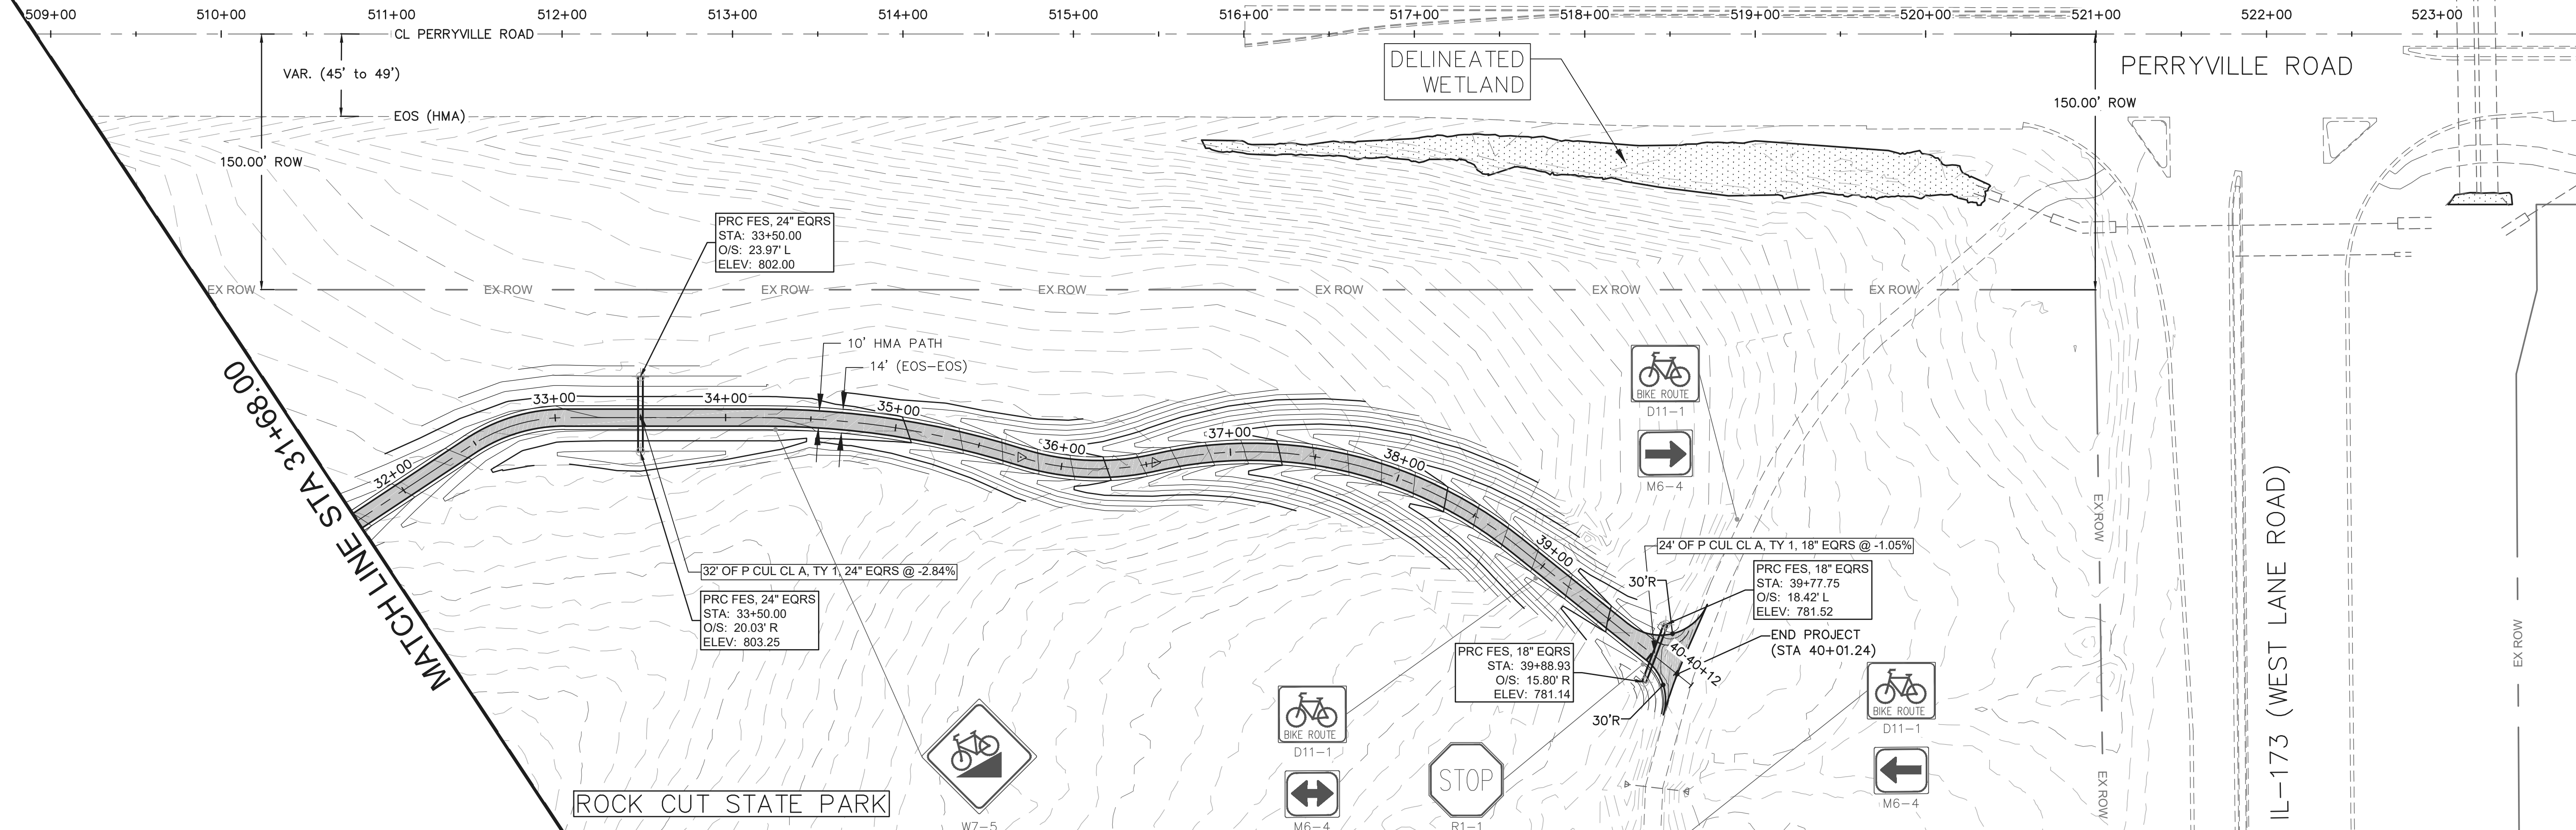 509+00 510+00 511+00 512+00 513+00 514+00 515+00 516+00 517+00 518+00 519+00 520+00 521+00 522+00 523+00
CL PERRYVILLE ROAD
VAR. (45' to 49')
EOS (HMA)
150.00' ROW
DELINEATED
WETLAND
PERRYVILLE ROAD
150.00' ROW
PRC FES, 24" EQRS
STA: 33+50.00
O/S: 23.97' L
ELEV: 802.00
EX ROW EX ROW EX ROW EX ROW EX ROW EX ROW EX ROW
10' HMA PATH
14' (EOS-EOS)
MATCH LINE STA 31+68.00
32+00 33+00 34+00 35+00 36+00 37+00 38+00 39+00 40 40+12
BIKE ROUTE
D11-1
M6-4
32' OF P CUL CL A, TY 1, 24" EQRS @ -2.84%
PRC FES, 24" EQRS
STA: 33+50.00
O/S: 20.03' R
ELEV: 803.25
24' OF P CUL CL A, TY 1, 18" EQRS @ -1.05%
30'R
PRC FES, 18" EQRS
STA: 39+77.75
O/S: 18.42' L
ELEV: 781.52
END PROJECT
(STA 40+01.24)
PRC FES, 18" EQRS
STA: 39+88.93
O/S: 15.80' R
ELEV: 781.14
30'R
ROCK CUT STATE PARK
W7-5
BIKE ROUTE
D11-1
M6-4
STOP
R1-1
BIKE ROUTE
D11-1
M6-4
EX ROW
EX ROW
IL-173 (WEST LANE ROAD)
EX ROW